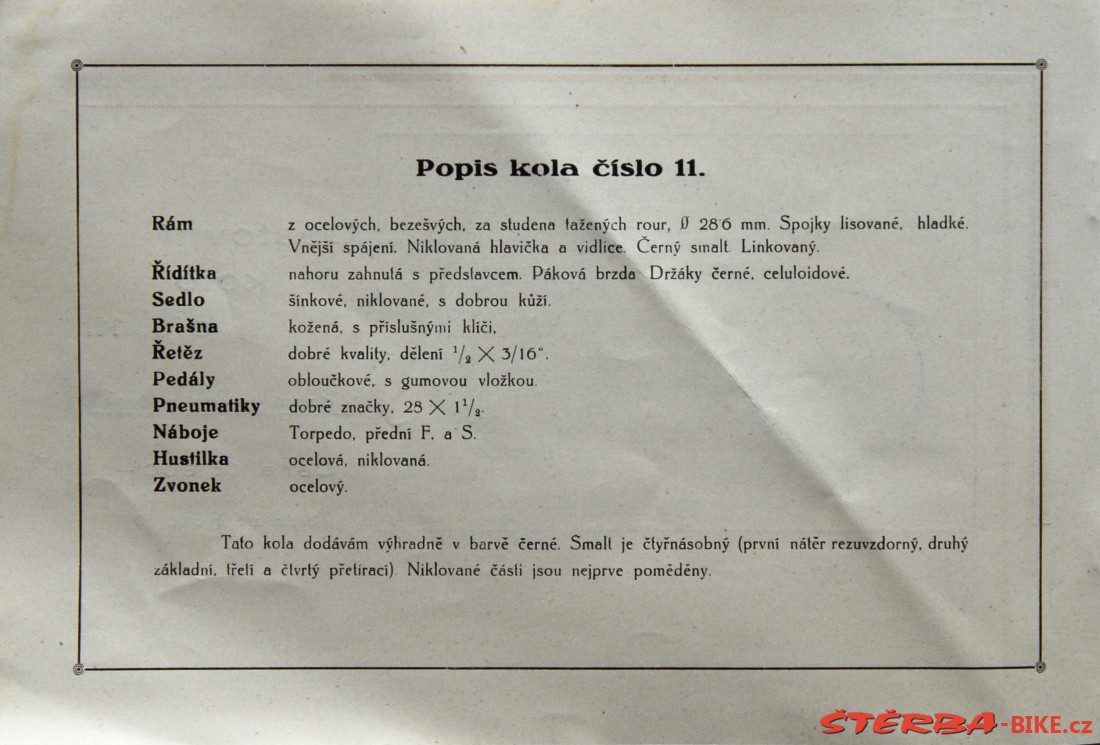 Popis kola číslo 11.
Rám z ocelových, bezešvých, za studena tažených rour, Ø 28·6 mm. Spojky lisované, hladké.
Vnější spájení. Niklovaná hlavička a vidlice. Černý smalt. Linkovaný.
Řídítka nahoru zahnutá s představcem. Páková brzda. Držáky černé, celuloidové.
Sedlo šínkové, niklované, s dobrou kůží.
Brašna kožená, s příslušnými klíči,
Řetěz dobré kvality, dělení 1/2 × 3/16“.
Pedály obloučkové, s gumovou vložkou.
Pneumatiky dobré značky, 28 × 1 1/2.
Náboje Torpedo, přední F. a S.
Hustilka ocelová, niklovaná.
Zvonek ocelový.
Tato kola dodávám výhradně v barvě černé. Smalt je čtyřnásobný (první nátěr rezuvzdorný, druhý
základní, třetí a čtvrtý přetírací). Niklované části jsou nejprve poměděny.
ŠTĚRBA-BIKE.cz